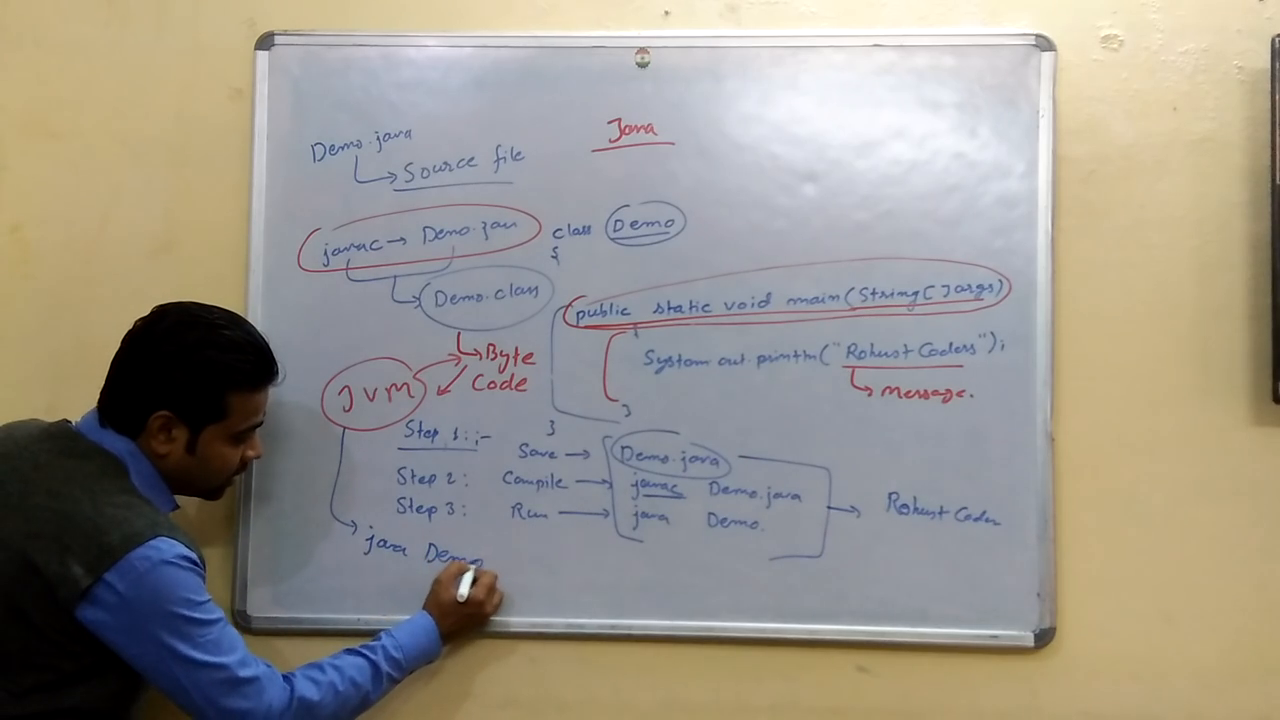 Java
Demo.java
Source file
javac → Demo.java
class Demo
{
Demo.class
public static void main(String[]args)
{
System.out.println("Robust Coders");
Message.
}
}
Byte
Code
JVM
Step 1:;- Save → Demo.java
Step 2: Compile → javac Demo.java
Step 3: Run → java Demo.
Robust Coder
java Demo